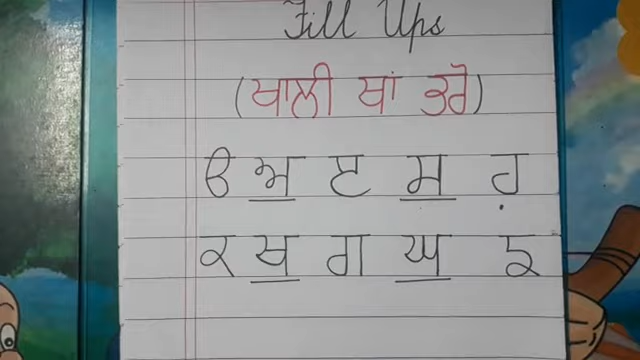 Fill Ups
(ਖਾਲੀ ਥਾਂ ਭਰੋ)
ੳ ਅ ੲ ਸ ਹ
ਕ ਖ ਗ ਘ ਙ